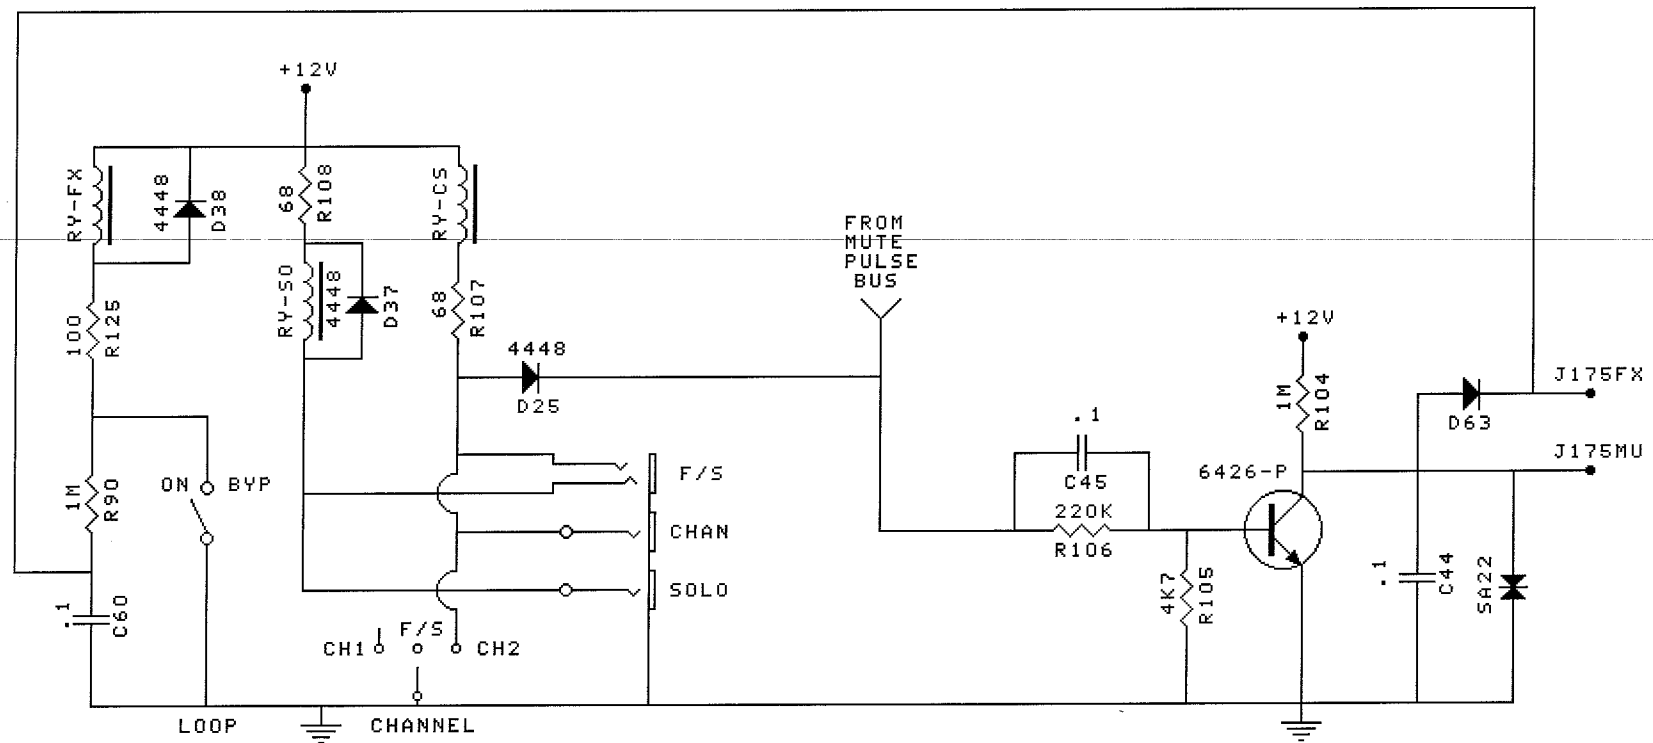 +12V
RY-FX
4448
D38
68
R108
RY-CS
RY-SO
4448
D37
68
R107
100
R125
4448
D25
FROM
MUTE
PULSE
BUS
+12V
1M
R104
J175FX
D63
J175MU
.1
C45
220K
R106
6426-P
4K7
R105
.1
C44
SA22
1M
R90
ON
BYP
F/S
CHAN
SOLO
.1
C60
F/S
CH1
CH2
LOOP
CHANNEL